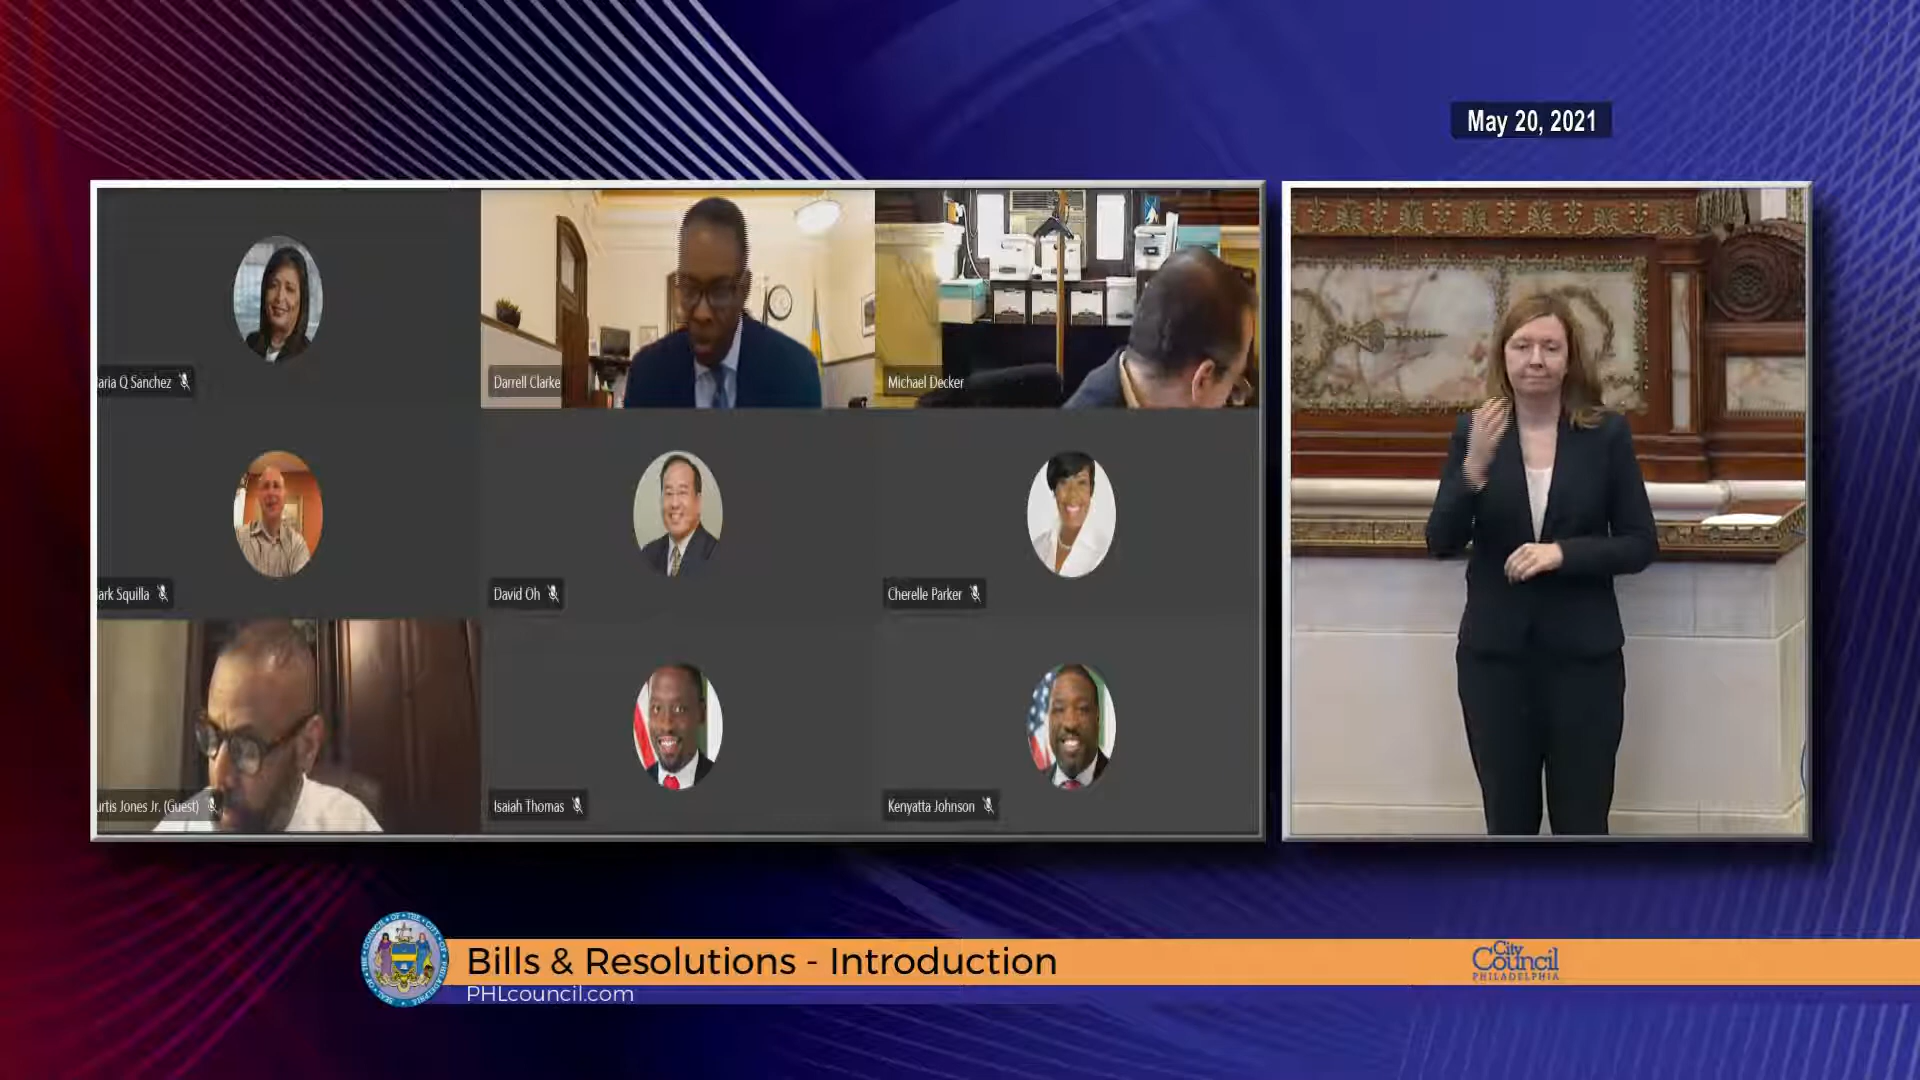 May 20, 2021
aria Q Sanchez
Darrell Clarke
Michael Decker
ark Squilla
David Oh
Cherelle Parker
urtis Jones Jr. (Guest)
Isaiah Thomas
Kenyatta Johnson
Bills & Resolutions - Introduction
City
Council
PHILADELPHIA
PHLcouncil.com